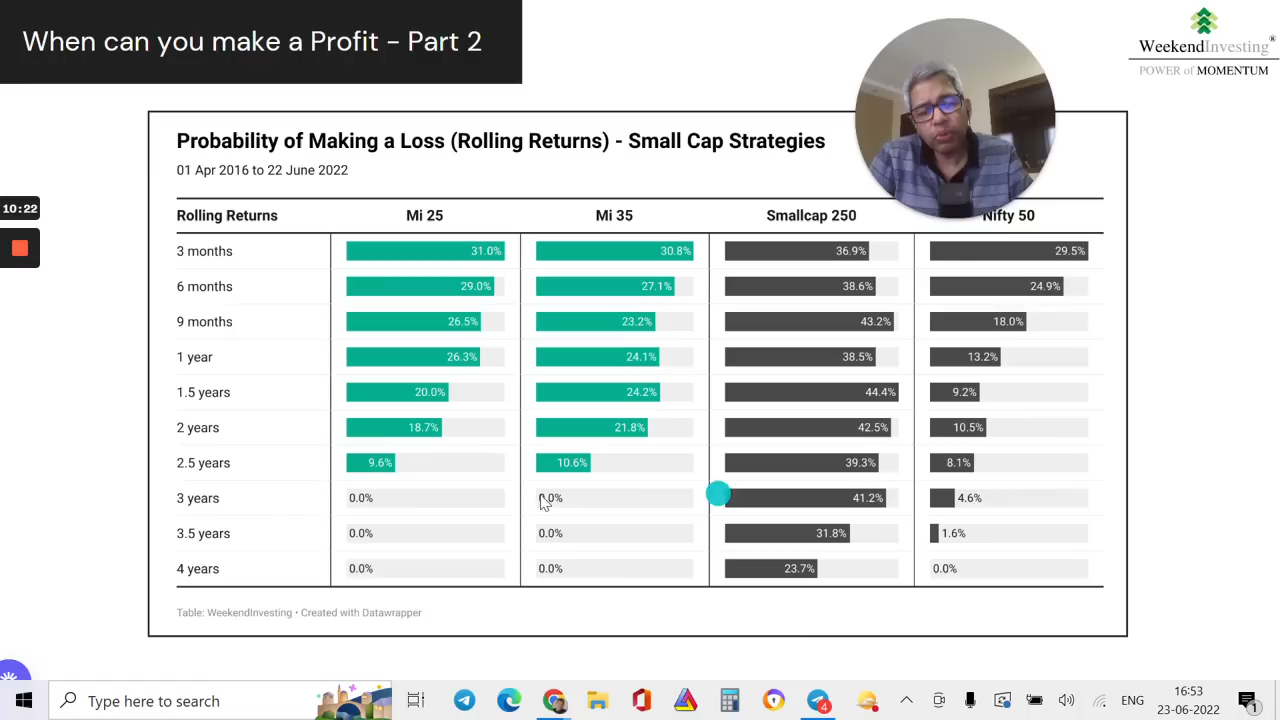 When can you make a Profit - Part 2
WeekendInvesting®
POWER of MOMENTUM
Probability of Making a Loss (Rolling Returns) - Small Cap Strategies
01 Apr 2016 to 22 June 2022
10:22
Rolling Returns Mi 25 Mi 35 Smallcap 250 Nifty 50
3 months 31.0% 30.8% 36.9% 29.5%
6 months 29.0% 27.1% 38.6% 24.9%
9 months 26.5% 23.2% 43.2% 18.0%
1 year 26.3% 24.1% 38.5% 13.2%
1.5 years 20.0% 24.2% 44.4% 9.2%
2 years 18.7% 21.8% 42.5% 10.5%
2.5 years 9.6% 10.6% 39.3% 8.1%
3 years 0.0% 0.0% 41.2% 4.6%
3.5 years 0.0% 0.0% 31.8% 1.6%
4 years 0.0% 0.0% 23.7% 0.0%
Table: WeekendInvesting • Created with Datawrapper
Type here to search
4
ENG
16:53
23-06-2022
1